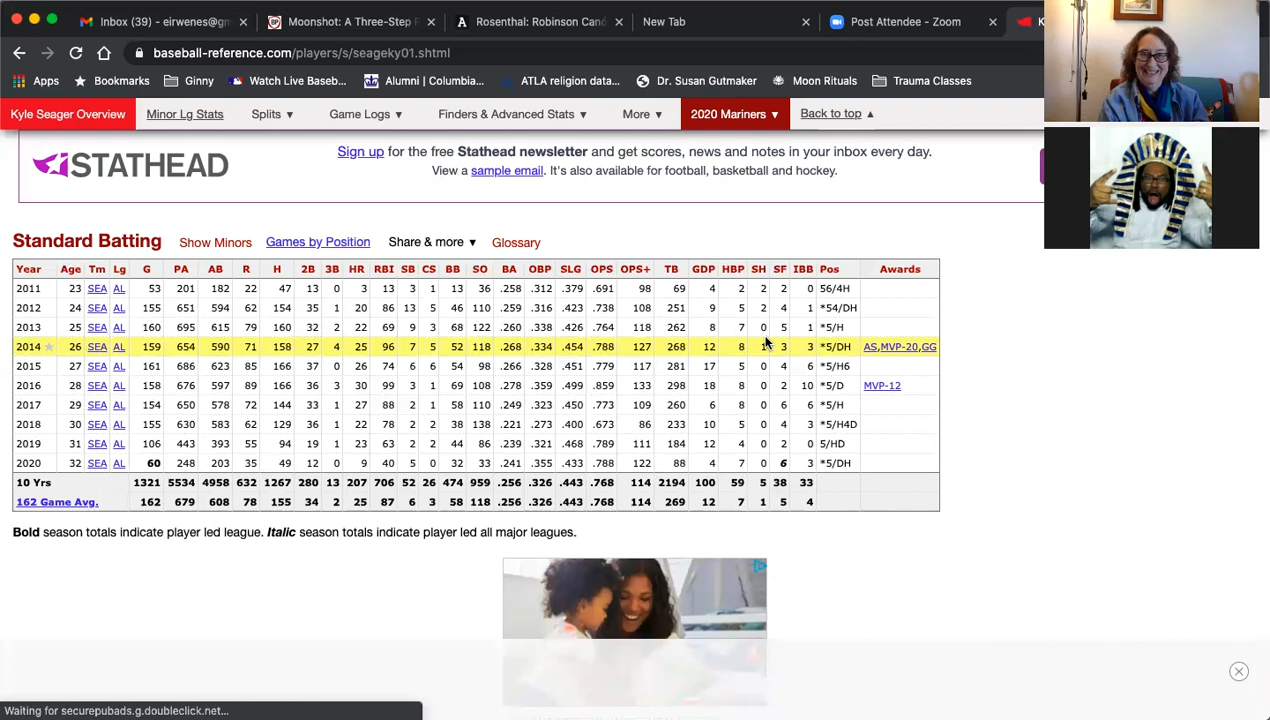 Inbox (39) - eirwenes@gm
Moonshot: A Three-Step
Rosenthal: Robinson Canó
New Tab
Post Attendee - Zoom
baseball-reference.com/players/s/seageky01.shtml
Apps Bookmarks Ginny Watch Live Baseb... Alumni | Columbia... ATLA religion data... Dr. Susan Gutmaker Moon Rituals Trauma Classes
Kyle Seager Overview Minor Lg Stats Splits ▼ Game Logs ▼ Finders & Advanced Stats ▼ More ▼ 2020 Mariners ▼ Back to top ▲
STATHEAD
Sign up for the free Stathead newsletter and get scores, news and notes in your inbox every day.
View a sample email. It's also available for football, basketball and hockey.
Standard Batting Show Minors Games by Position Share & more ▼ Glossary
Year Age Tm Lg G PA AB R H 2B 3B HR RBI SB CS BB SO BA OBP SLG OPS OPS+ TB GDP HBP SH SF IBB Pos Awards
2011 23 SEA AL 53 201 182 22 47 13 0 3 13 3 1 13 36 .258 .312 .379 .691 98 69 4 2 2 2 0 56/4H
2012 24 SEA AL 155 651 594 62 154 35 1 20 86 13 5 46 110 .259 .316 .423 .738 108 251 9 5 2 4 1 *54/DH
2013 25 SEA AL 160 695 615 79 160 32 2 22 69 9 3 68 122 .260 .338 .426 .764 118 262 8 7 0 5 1 *5/H
2014 26 SEA AL 159 654 590 71 158 27 4 25 96 7 5 52 118 .268 .334 .454 .788 127 268 12 8 1 3 3 *5/DH AS,MVP-20,GG
2015 27 SEA AL 161 686 623 85 166 37 0 26 74 6 6 54 98 .266 .328 .451 .779 117 281 17 5 0 4 6 *5/H6
2016 28 SEA AL 158 676 597 89 166 36 3 30 99 3 1 69 108 .278 .359 .499 .859 133 298 18 8 0 2 10 *5/D MVP-12
2017 29 SEA AL 154 650 578 72 144 33 1 27 88 2 1 58 110 .249 .323 .450 .773 109 260 6 8 0 6 6 *5/H
2018 30 SEA AL 155 630 583 62 129 36 1 22 78 2 2 38 138 .221 .273 .400 .673 86 233 10 5 0 4 3 *5/H4D
2019 31 SEA AL 106 443 393 55 94 19 1 23 63 2 2 44 86 .239 .321 .468 .789 111 184 12 4 0 2 0 5/HD
2020 32 SEA AL 60 248 203 35 49 12 0 9 40 5 0 32 33 .241 .355 .433 .788 122 88 4 7 0 6 3 *5/DH
10 Yrs 1321 5534 4958 632 1267 280 13 207 706 52 26 474 959 .256 .326 .443 .768 114 2194 100 59 5 38 33
162 Game Avg. 162 679 608 78 155 34 2 25 87 6 3 58 118 .256 .326 .443 .768 114 269 12 7 1 5 4
Bold season totals indicate player led league. Italic season totals indicate player led all major leagues.
Waiting for securepubads.g.doubleclick.net...